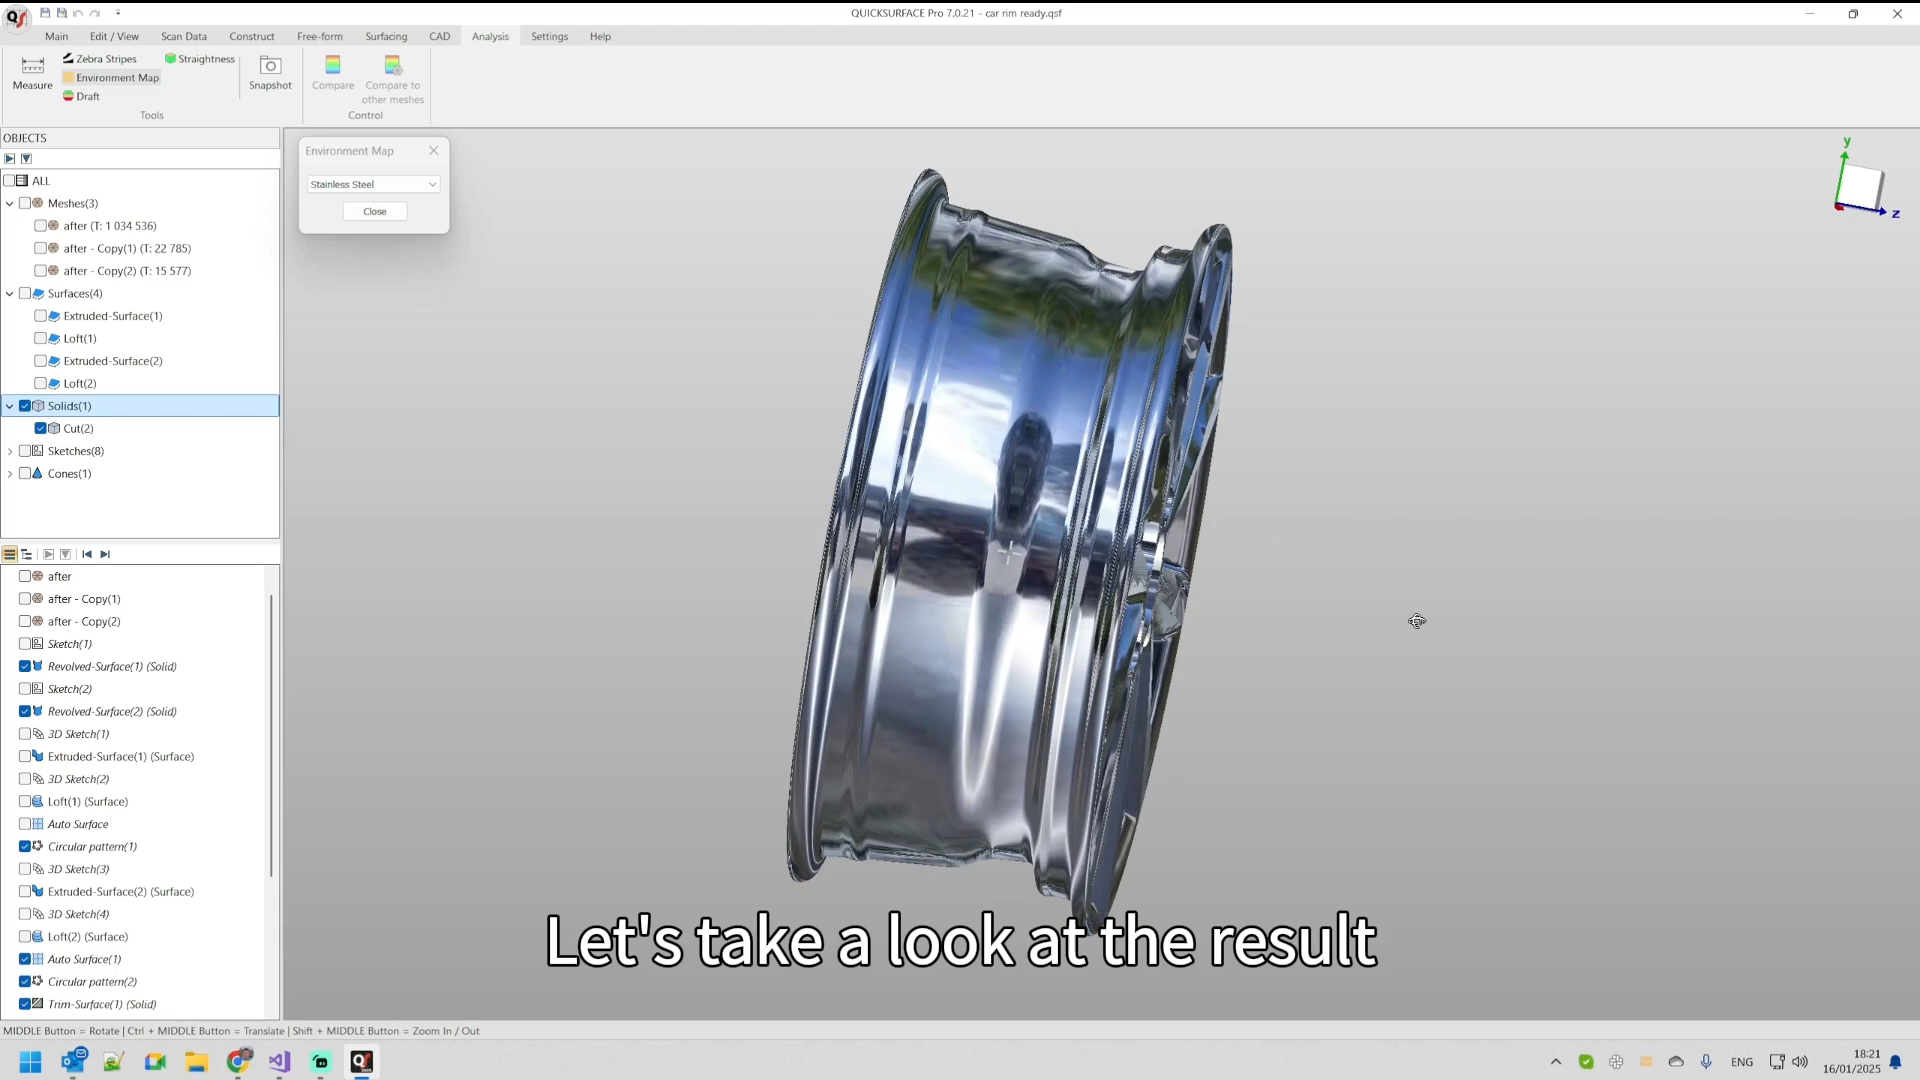 QUICKSURFACE Pro 7.0.21 - car rim ready.qsf
Main Edit / View Scan Data Construct Free-form Surfacing CAD Analysis Settings Help
Measure
Zebra Stripes
Environment Map
Draft
Straightness
Tools
Snapshot
Compare
Compare to
other meshes
Control
OBJECTS
ALL
Meshes(3)
after (T: 1 034 536)
after - Copy(1) (T: 22 785)
after - Copy(2) (T: 15 577)
Surfaces(4)
Extruded-Surface(1)
Loft(1)
Extruded-Surface(2)
Loft(2)
Solids(1)
Cut(2)
Sketches(8)
Cones(1)
after
after - Copy(1)
after - Copy(2)
Sketch(1)
Revolved-Surface(1) (Solid)
Sketch(2)
Revolved-Surface(2) (Solid)
3D Sketch(1)
Extruded-Surface(1) (Surface)
3D Sketch(2)
Loft(1) (Surface)
Auto Surface
Circular pattern(1)
3D Sketch(3)
Extruded-Surface(2) (Surface)
3D Sketch(4)
Loft(2) (Surface)
Auto Surface(1)
Circular pattern(2)
Trim-Surface(1) (Solid)
Environment Map
Stainless Steel
Close
y
z
Let's take a look at the result
MIDDLE Button = Rotate | Ctrl + MIDDLE Button = Translate | Shift + MIDDLE Button = Zoom In / Out
ENG
18:21
16/01/2025